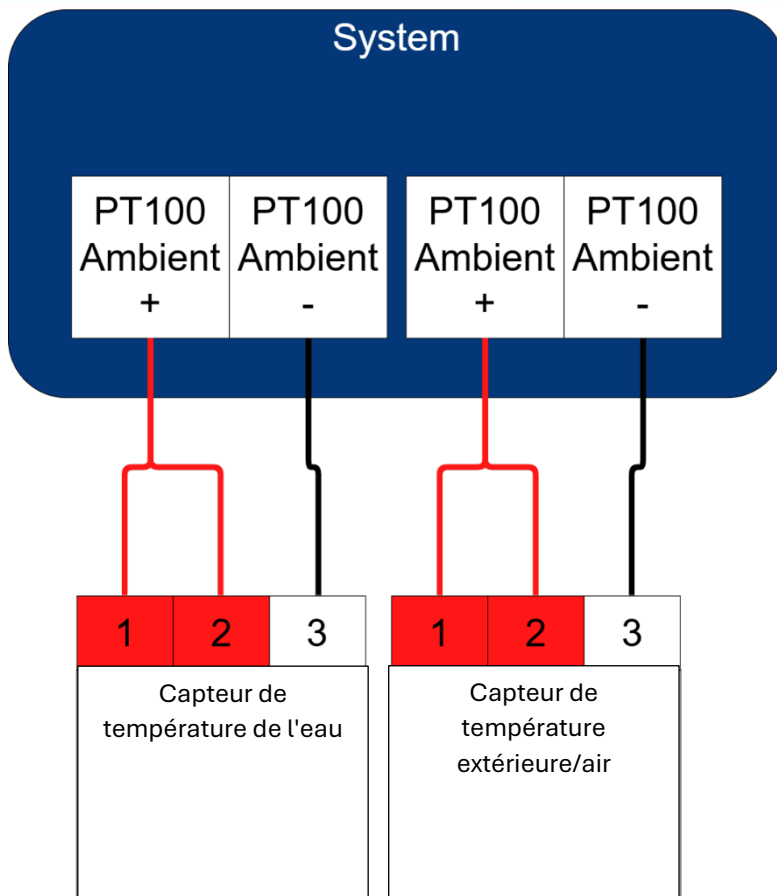 System
PT100 Ambient +
PT100 Ambient -
PT100 Ambient +
PT100 Ambient -
1 2 3
1 2 3
Capteur de
température de l'eau
Capteur de
température
extérieure/air